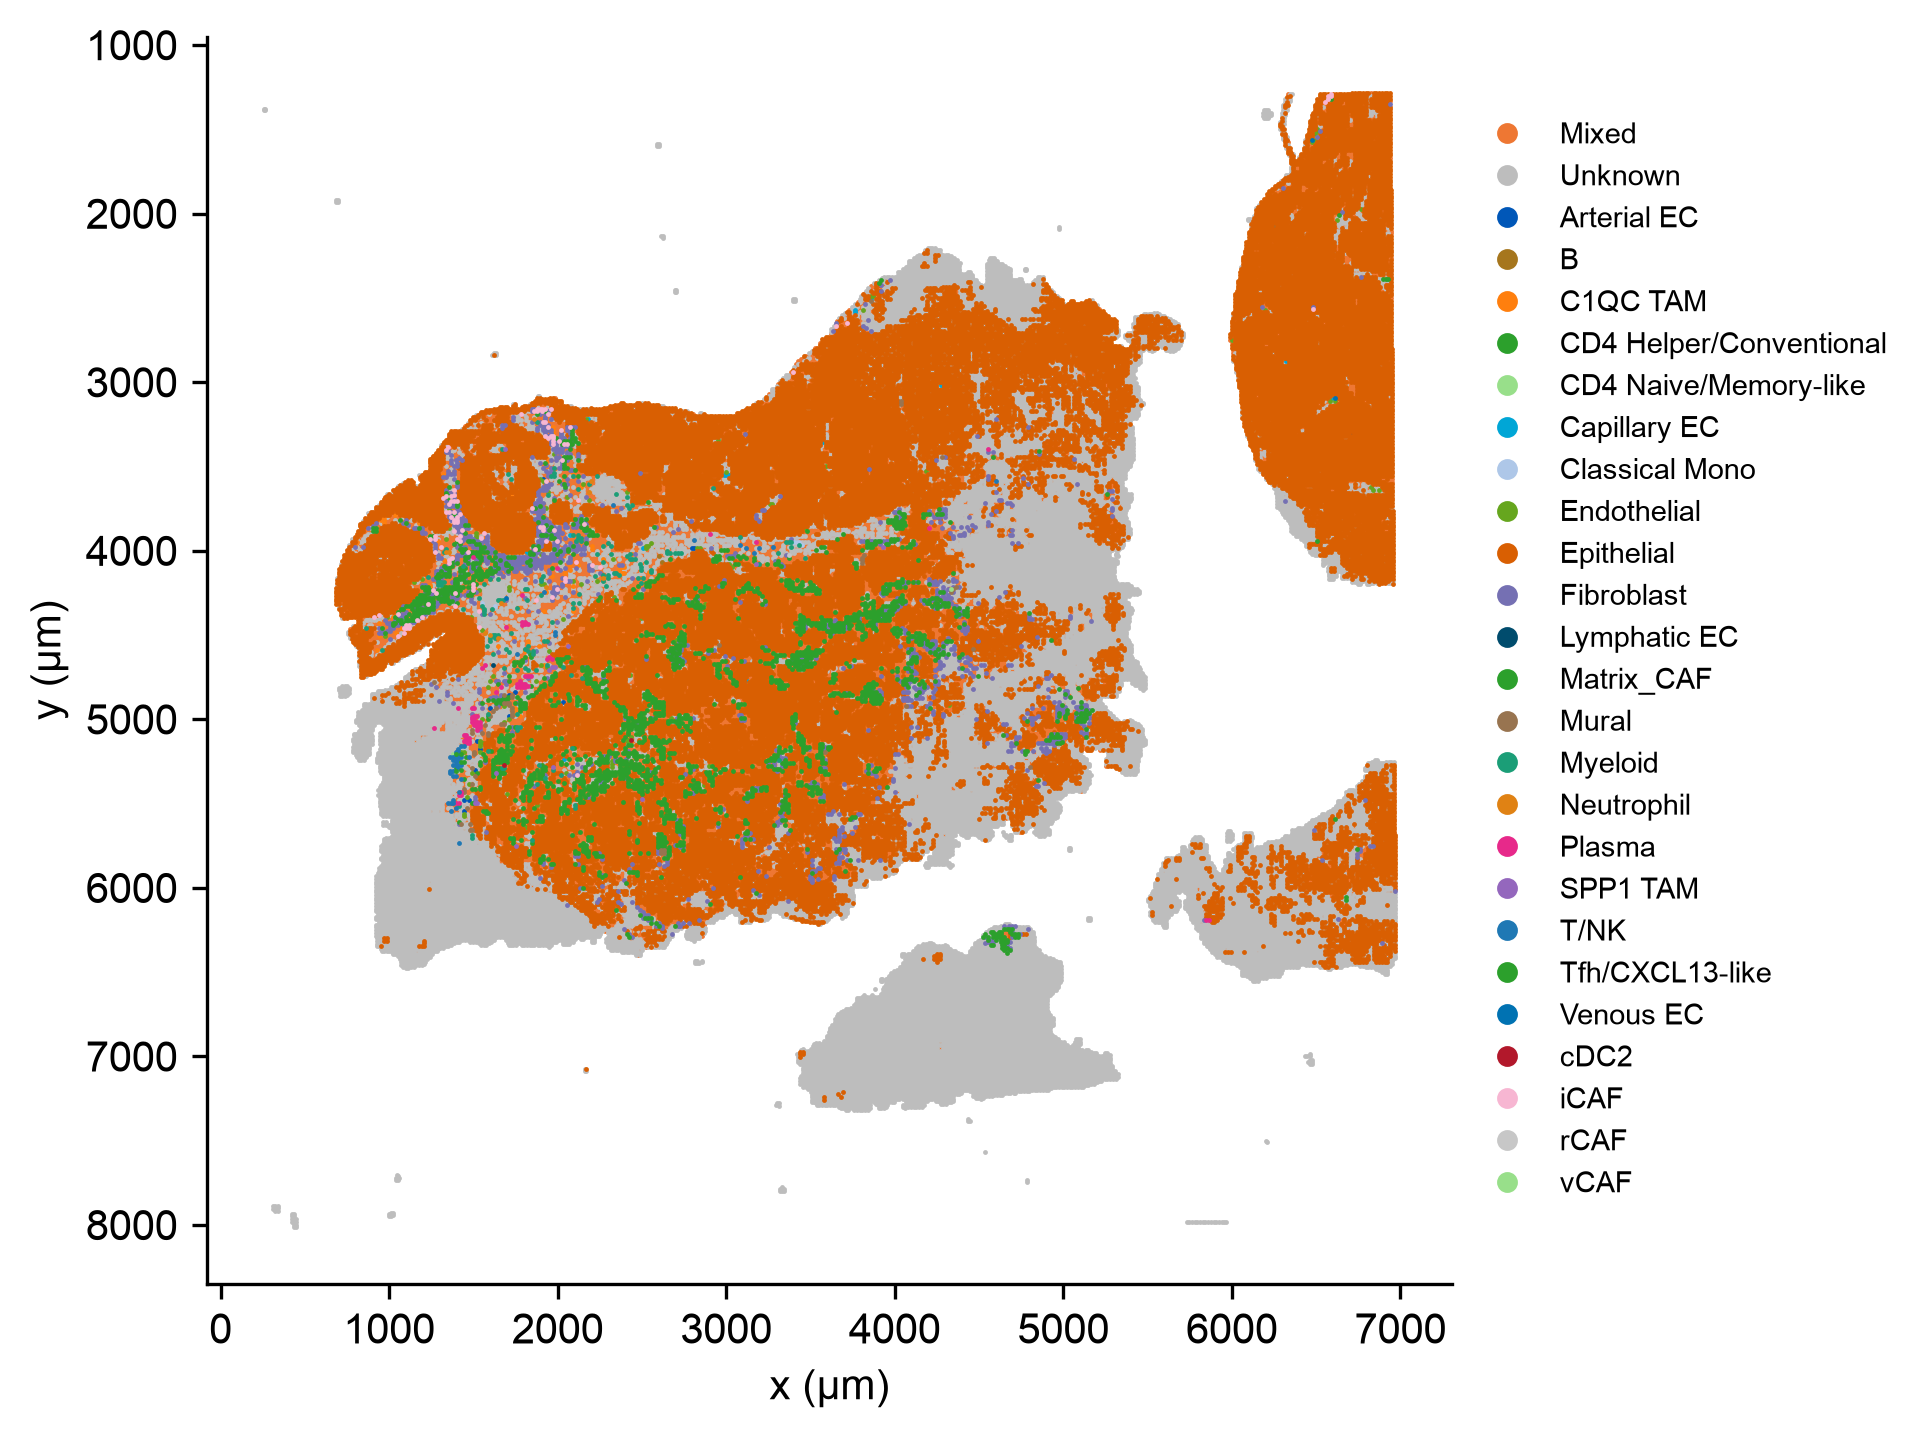 1000
2000
3000
4000
5000
6000
7000
8000
y (µm)
0 1000 2000 3000 4000 5000 6000 7000
x (µm)
Mixed
Unknown
Arterial EC
B
C1QC TAM
CD4 Helper/Conventional
CD4 Naive/Memory-like
Capillary EC
Classical Mono
Endothelial
Epithelial
Fibroblast
Lymphatic EC
Matrix_CAF
Mural
Myeloid
Neutrophil
Plasma
SPP1 TAM
T/NK
Tfh/CXCL13-like
Venous EC
cDC2
iCAF
rCAF
vCAF